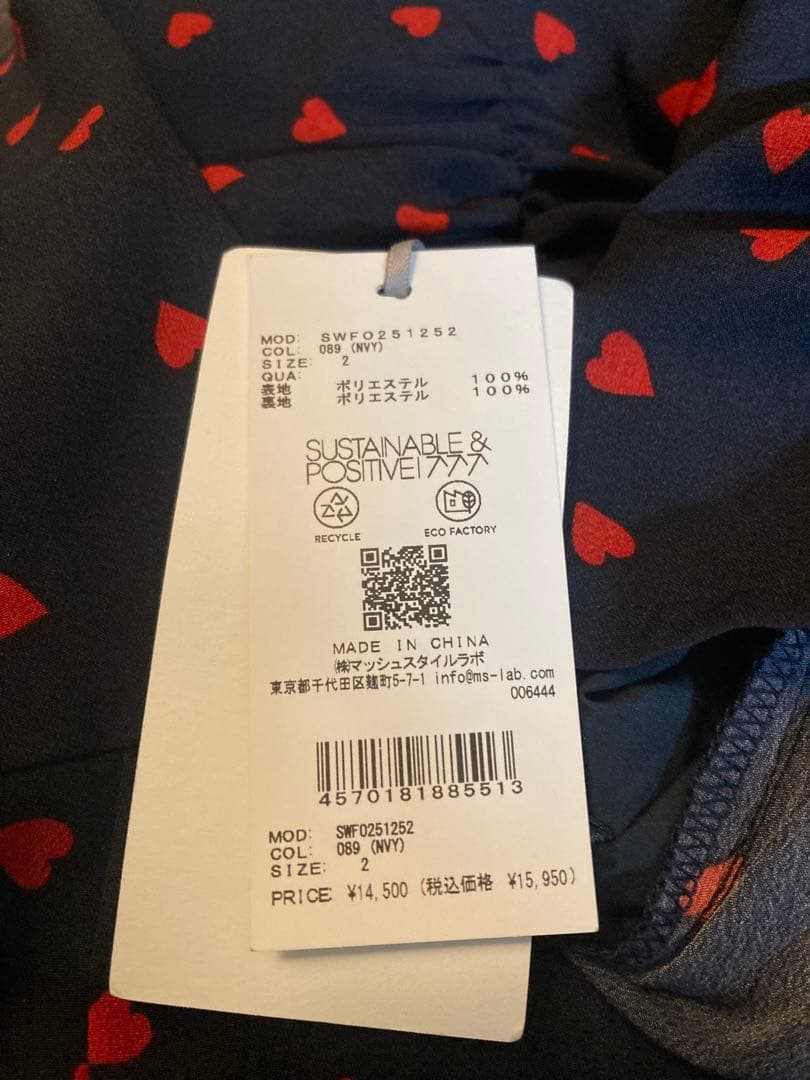 MOD: SWFO251252
COL: 089 (NVY)
SIZE: 2
QUA:
表地 ポリエステル 100%
裏地 ポリエステル 100%
SUSTAINABLE &
POSITIVE!
RECYCLE ECO FACTORY
MADE IN CHINA
㈱マッシュスタイルラボ
東京都千代田区麹町5-7-1 info@ms-lab.com
006444
4570181885513
MOD: SWFO251252
COL: 089 (NVY)
SIZE: 2
PRICE: ¥14,500 (税込価格 ¥15,950)